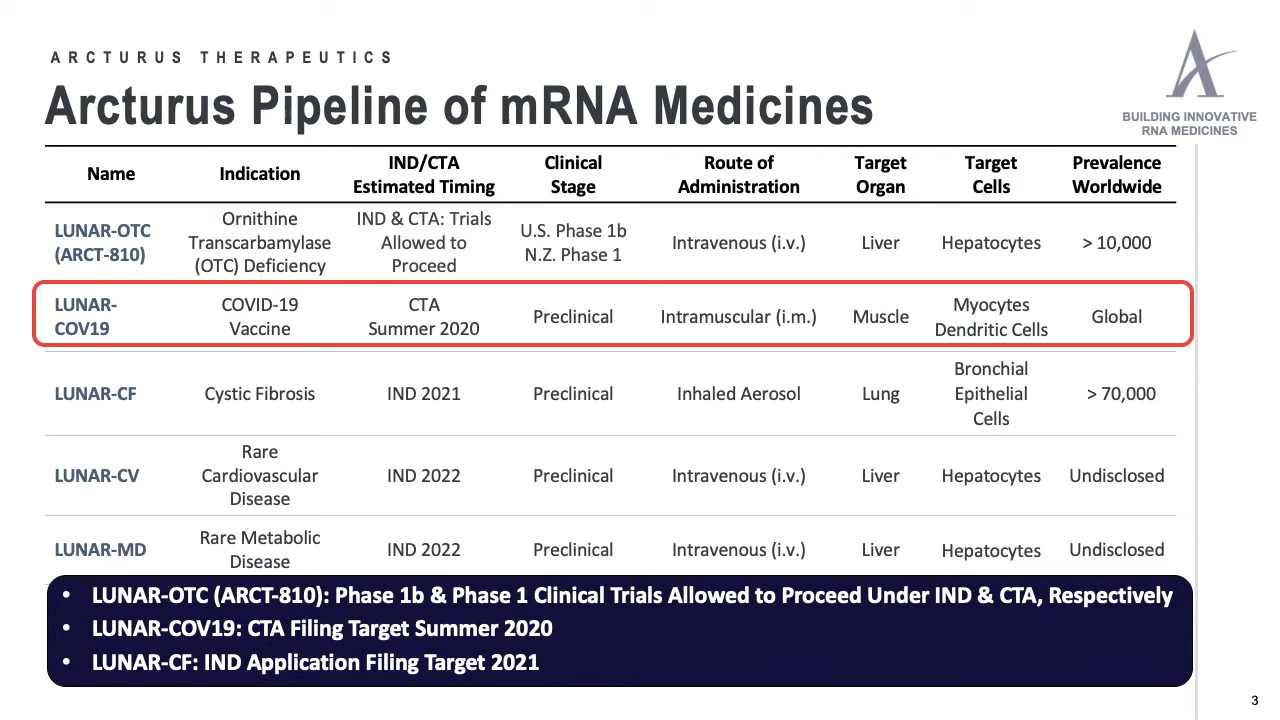 ARCTURUS THERAPEUTICS
Arcturus Pipeline of mRNA Medicines
BUILDING INNOVATIVE
RNA MEDICINES
Name
Indication
IND/CTA
Estimated Timing
Clinical
Stage
Route of
Administration
Target
Organ
Target
Cells
Prevalence
Worldwide
LUNAR-OTC
(ARCT-810)
Ornithine
Transcarbamylase
(OTC) Deficiency
IND & CTA: Trials
Allowed to
Proceed
U.S. Phase 1b
N.Z. Phase 1
Intravenous (i.v.)
Liver
Hepatocytes
> 10,000
LUNAR-
COV19
COVID-19
Vaccine
CTA
Summer 2020
Preclinical
Intramuscular (i.m.)
Muscle
Myocytes
Dendritic Cells
Global
LUNAR-CF
Cystic Fibrosis
IND 2021
Preclinical
Inhaled Aerosol
Lung
Bronchial
Epithelial
Cells
> 70,000
LUNAR-CV
Rare
Cardiovascular
Disease
IND 2022
Preclinical
Intravenous (i.v.)
Liver
Hepatocytes
Undisclosed
LUNAR-MD
Rare Metabolic
Disease
IND 2022
Preclinical
Intravenous (i.v.)
Liver
Hepatocytes
Undisclosed
• LUNAR-OTC (ARCT-810): Phase 1b & Phase 1 Clinical Trials Allowed to Proceed Under IND & CTA, Respectively
• LUNAR-COV19: CTA Filing Target Summer 2020
• LUNAR-CF: IND Application Filing Target 2021
3